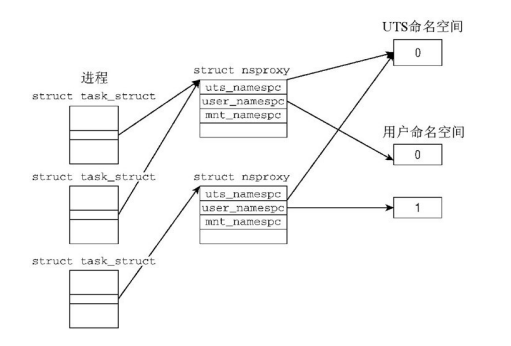 UTS命名空间
0
进程
struct nsproxy
struct task_struct
uts_namespc
user_namespc
mnt_namespc
用户命名空间
0
struct task_struct
struct nsproxy
uts_namespc
user_namespc
1
mnt_namespc
struct task_struct